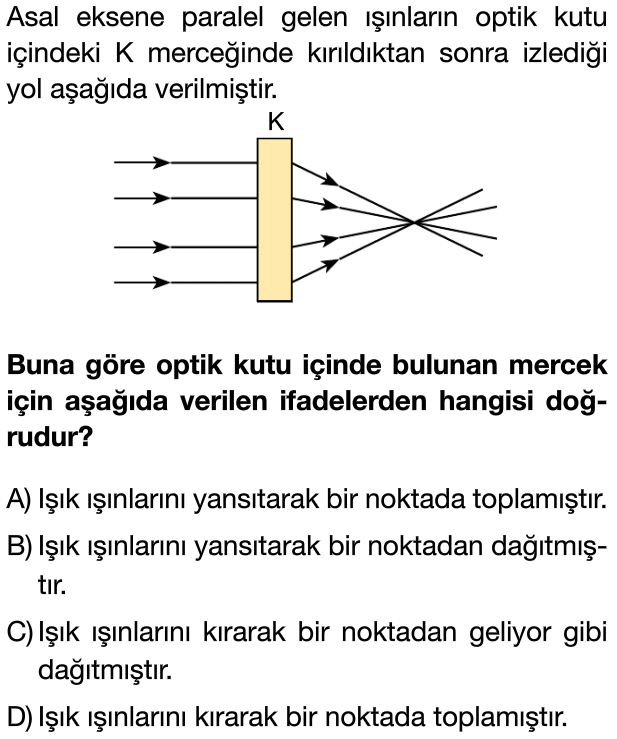 Asal eksene paralel gelen ışınların optik kutu
içindeki K merceğinde kırıldıktan sonra izlediği
yol aşağıda verilmiştir.
K
Buna göre optik kutu içinde bulunan mercek
için aşağıda verilen ifadelerden hangisi doğ-
rudur?
A) Işık ışınlarını yansıtarak bir noktada toplamıştır.
B) Işık ışınlarını yansıtarak bir noktadan dağıtmış-
tır.
C) Işık ışınlarını kırarak bir noktadan geliyor gibi
dağıtmıştır.
D) Işık ışınlarını kırarak bir noktada toplamıştır.